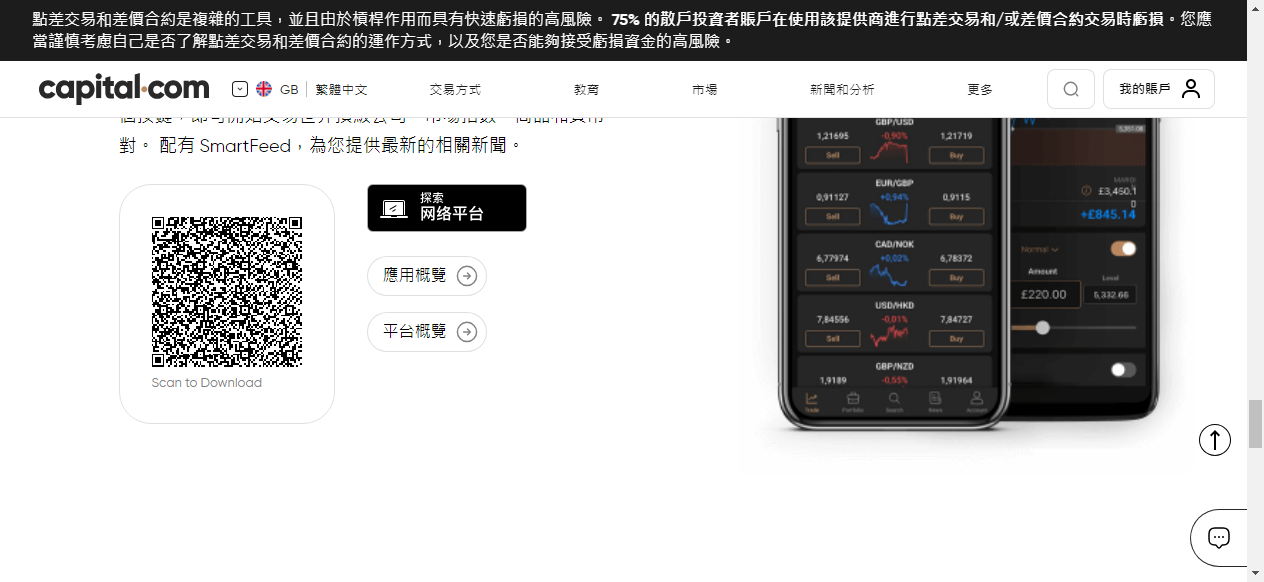 點差交易和差價合約是複雜的工具，並且由於槓桿作用而具有快速虧損的高風險。 75% 的散戶投資者賬戶在使用該提供商進行點差交易和/或差價合約交易時虧損。您應
當謹慎考慮自己是否了解點差交易和差價合約的運作方式，以及您是否能夠接受虧損資金的高風險。
capital.com
GB 繁體中文
交易方式
教育
市場
新聞和分析
更多
我的賬戶
對。 配有 SmartFeed，為您提供最新的相關新聞。
探索
网络平台
應用概覽
平台概覽
Scan to Download
GBP/USD
1,21695 -0,90% 1,21719
Sell Buy
EUR/GBP
0,91127 +0,94% 0,9115
Sell Buy
CAD/NOK
6,77974 +0,02% 6,78372
Sell Buy
USD/HKD
7,84556 -0,01% 7,84727
Sell Buy
GBP/NZD
1,9189 -0,55% 1,91964
Trade Portfolio Search News Account
5,351.08
£3,450.1
0
+£845.14
Normal
Amount Level
£220.00 5,332.66